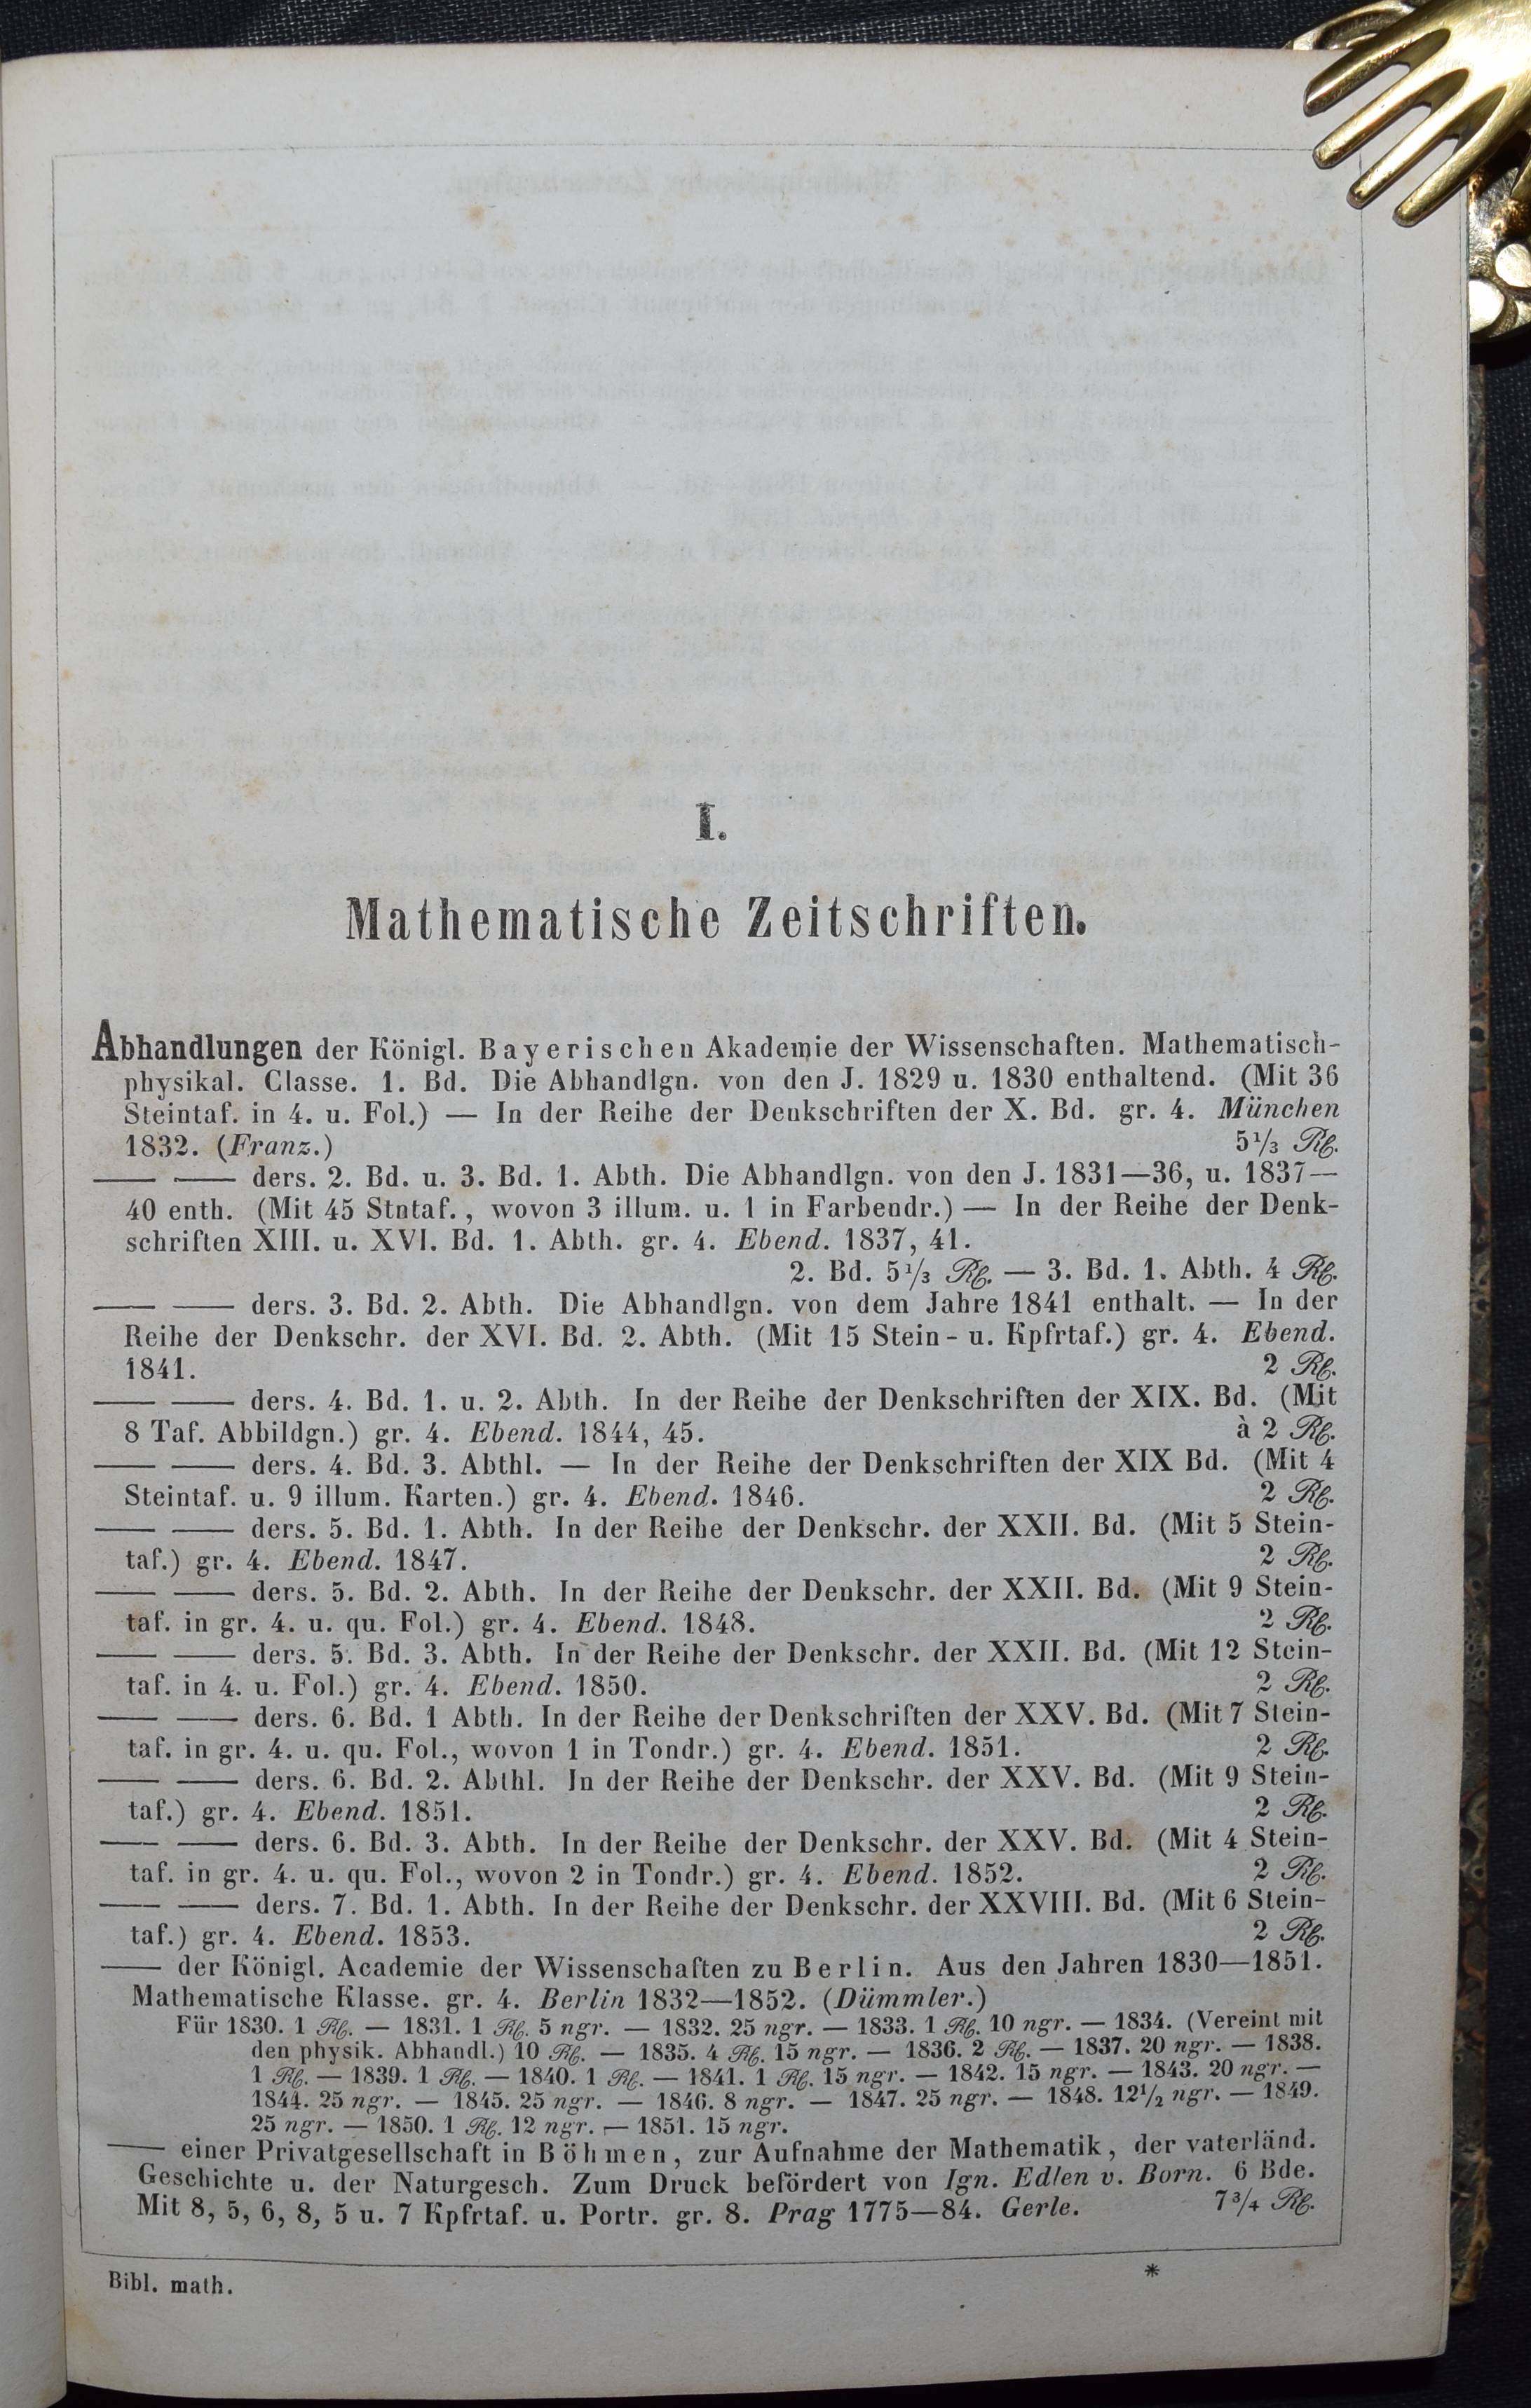 I.
Mathematische Zeitschriften.
Abhandlungen der Königl. Bayerischen Akademie der Wissenschaften. Mathematisch-
physikal. Classe. 1. Bd. Die Abhandlgn. von den J. 1829 u. 1830 enthaltend. (Mit 36
Steintaf. in 4. u. Fol.) — In der Reihe der Denkschriften der X. Bd. gr. 4. München
1832. (Franz.) 5⅓ Rℓ.
—— —— ders. 2. Bd. u. 3. Bd. 1. Abth. Die Abhandlgn. von den J. 1831—36, u. 1837—
40 enth. (Mit 45 Stntaf., wovon 3 illum. u. 1 in Farbendr.) — In der Reihe der Denk-
schriften XIII. u. XVI. Bd. 1. Abth. gr. 4. Ebend. 1837, 41.
2. Bd. 5⅓ Rℓ. — 3. Bd. 1. Abth. 4 Rℓ.
—— —— ders. 3. Bd. 2. Abth. Die Abhandlgn. von dem Jahre 1841 enthalt. — In der
Reihe der Denkschr. der XVI. Bd. 2. Abth. (Mit 15 Stein- u. Kpfrtaf.) gr. 4. Ebend.
1841. 2 Rℓ.
—— —— ders. 4. Bd. 1. u. 2. Abth. In der Reihe der Denkschriften der XIX. Bd. (Mit
8 Taf. Abbildgn.) gr. 4. Ebend. 1844, 45. à 2 Rℓ.
—— —— ders. 4. Bd. 3. Abthl. — In der Reihe der Denkschriften der XIX Bd. (Mit 4
Steintaf. u. 9 illum. Karten.) gr. 4. Ebend. 1846. 2 Rℓ.
—— —— ders. 5. Bd. 1. Abth. In der Reihe der Denkschr. der XXII. Bd. (Mit 5 Stein-
taf.) gr. 4. Ebend. 1847. 2 Rℓ.
—— —— ders. 5. Bd. 2. Abth. In der Reihe der Denkschr. der XXII. Bd. (Mit 9 Stein-
taf. in gr. 4. u. qu. Fol.) gr. 4. Ebend. 1848. 2 Rℓ.
—— —— ders. 5. Bd. 3. Abth. In der Reihe der Denkschr. der XXII. Bd. (Mit 12 Stein-
taf. in 4. u. Fol.) gr. 4. Ebend. 1850. 2 Rℓ.
—— —— ders. 6. Bd. 1 Abth. In der Reihe der Denkschriften der XXV. Bd. (Mit 7 Stein-
taf. in gr. 4. u. qu. Fol., wovon 1 in Tondr.) gr. 4. Ebend. 1851. 2 Rℓ.
—— —— ders. 6. Bd. 2. Abthl. In der Reihe der Denkschr. der XXV. Bd. (Mit 9 Stein-
taf.) gr. 4. Ebend. 1851. 2 Rℓ.
—— —— ders. 6. Bd. 3. Abth. In der Reihe der Denkschr. der XXV. Bd. (Mit 4 Stein-
taf. in gr. 4. u. qu. Fol., wovon 2 in Tondr.) gr. 4. Ebend. 1852. 2 Rℓ.
—— —— ders. 7. Bd. 1. Abth. In der Reihe der Denkschr. der XXVIII. Bd. (Mit 6 Stein-
taf.) gr. 4. Ebend. 1853. 2 Rℓ.
—— der Königl. Academie der Wissenschaften zu Berlin. Aus den Jahren 1830—1851.
Mathematische Klasse. gr. 4. Berlin 1832—1852. (Dümmler.)
Für 1830. 1 Rℓ. — 1831. 1 Rℓ. 5 ngr. — 1832. 25 ngr. — 1833. 1 Rℓ. 10 ngr. — 1834. (Vereint mit
den physik. Abhandl.) 10 Rℓ. — 1835. 4 Rℓ. 15 ngr. — 1836. 2 Rℓ. — 1837. 20 ngr. — 1838.
1 Rℓ. — 1839. 1 Rℓ. — 1840. 1 Rℓ. — 1841. 1 Rℓ. 15 ngr. — 1842. 15 ngr. — 1843. 20 ngr. —
1844. 25 ngr. — 1845. 25 ngr. — 1846. 8 ngr. — 1847. 25 ngr. — 1848. 12½ ngr. — 1849.
25 ngr. — 1850. 1 Rℓ. 12 ngr. — 1851. 15 ngr.
—— einer Privatgesellschaft in Böhmen, zur Aufnahme der Mathematik, der vaterländ.
Geschichte u. der Naturgesch. Zum Druck befördert von Ign. Edlen v. Born. 6 Bde.
Mit 8, 5, 6, 8, 5 u. 7 Kpfrtaf. u. Portr. gr. 8. Prag 1775—84. Gerle. 7¾ Rℓ.
Bibl. math. *